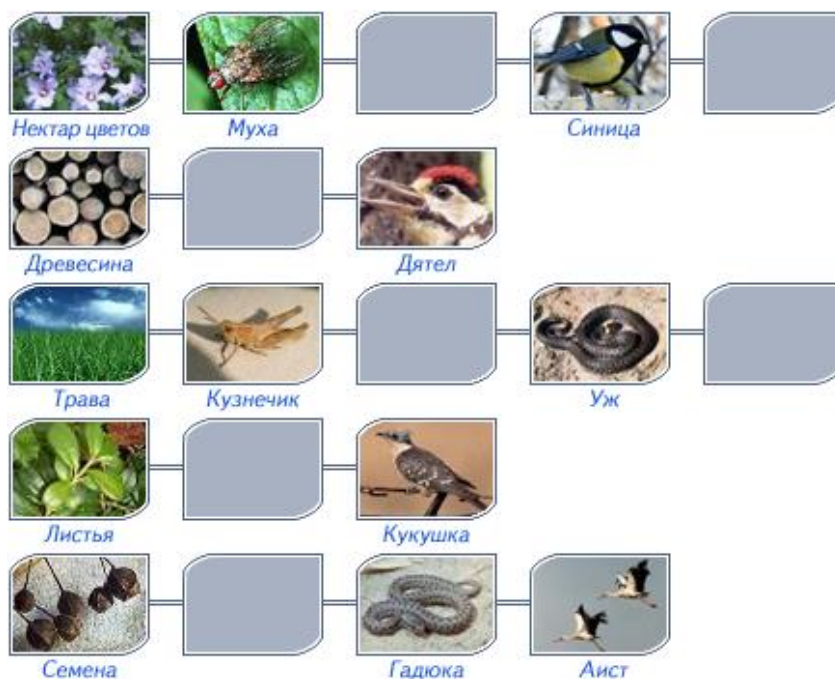 Нектар цветов Муха Синица
Древесина Дятел
Трава Кузнечик Уж
Листья Кукушка
Семена Гадюка Аист